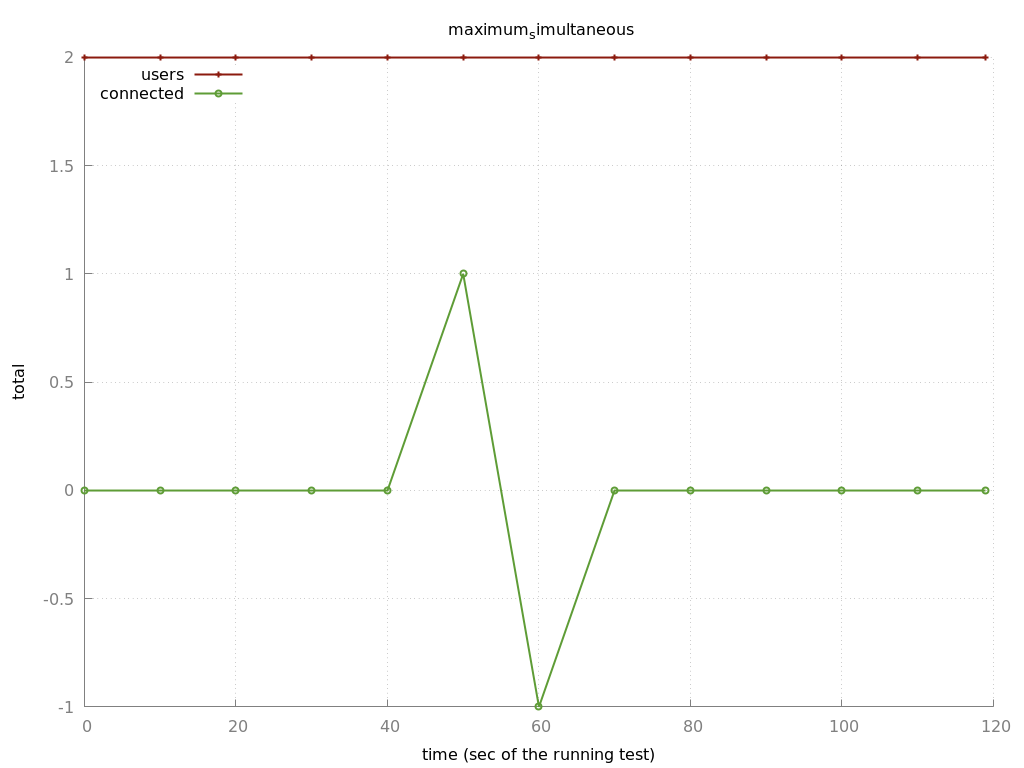 maximumsimultaneous
users
connected
2
1.5
1
0.5
0
-0.5
-1
0 20 40 60 80 100 120
total
time (sec of the running test)